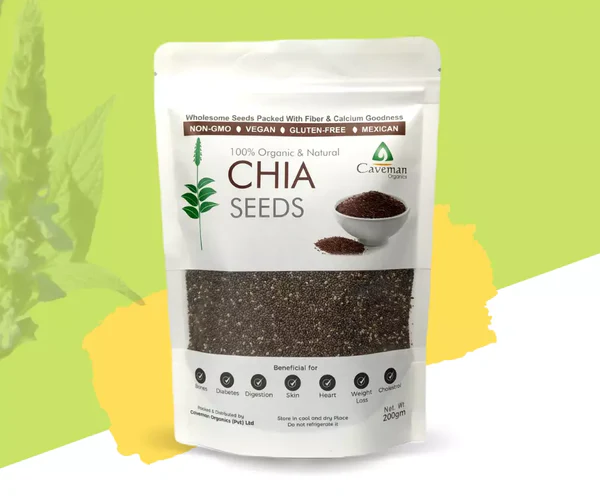 Wholesome Seeds Packed With Fiber & Calcium Goodness
NON-GMO ♦ VEGAN ♦ GLUTEN-FREE ♦ MEXICAN
100% Organic & Natural
CHIA
SEEDS
Caveman
Organics
Beneficial for
Bones Diabetes Digestion Skin Heart Weight Loss Cholestrol
Packed & Distributed by
Caveman Organics (Pvt) Ltd
Store in cool and dry Place
Do not refrigerate it
Net. Wt
200gm